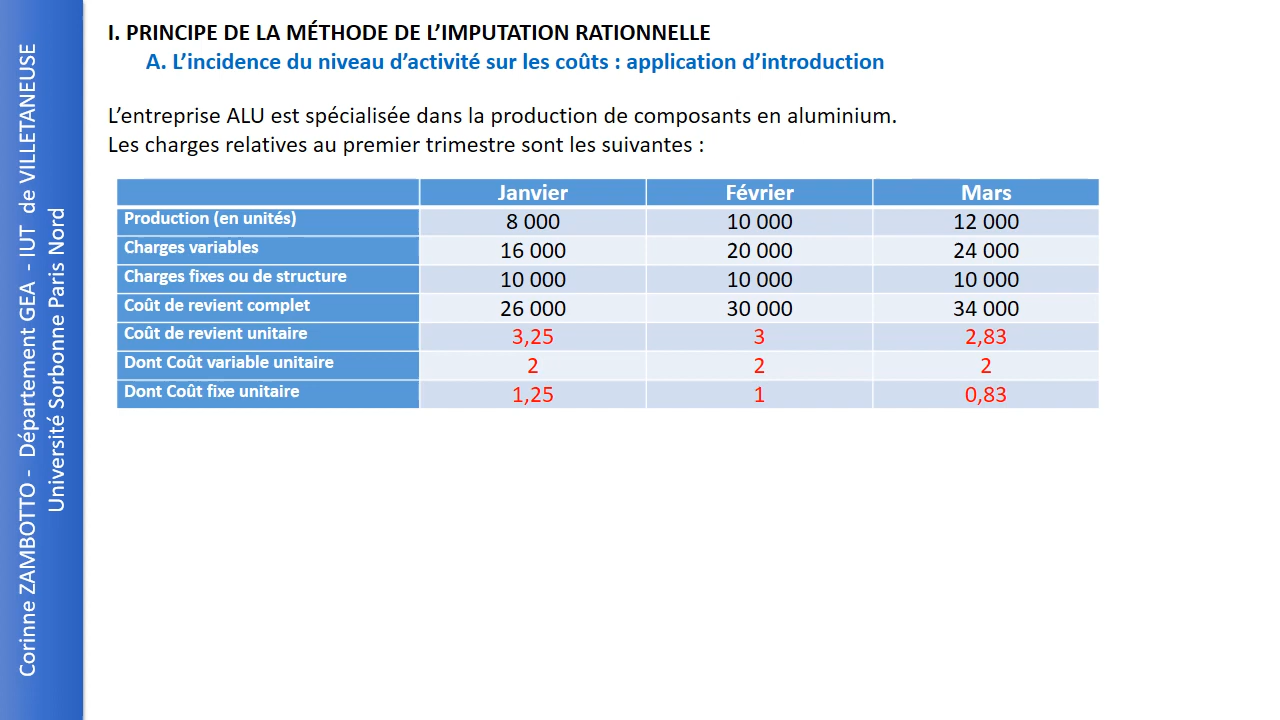 I. PRINCIPE DE LA MÉTHODE DE L’IMPUTATION RATIONNELLE
A. L’incidence du niveau d’activité sur les coûts : application d’introduction
L’entreprise ALU est spécialisée dans la production de composants en aluminium.
Les charges relatives au premier trimestre sont les suivantes :
Janvier Février Mars
Production (en unités) 8 000 10 000 12 000
Charges variables 16 000 20 000 24 000
Charges fixes ou de structure 10 000 10 000 10 000
Coût de revient complet 26 000 30 000 34 000
Coût de revient unitaire 3,25 3 2,83
Dont Coût variable unitaire 2 2 2
Dont Coût fixe unitaire 1,25 1 0,83
Corinne ZAMBOTTO - Département GEA - IUT de VILLETANEUSE
Université Sorbonne Paris Nord